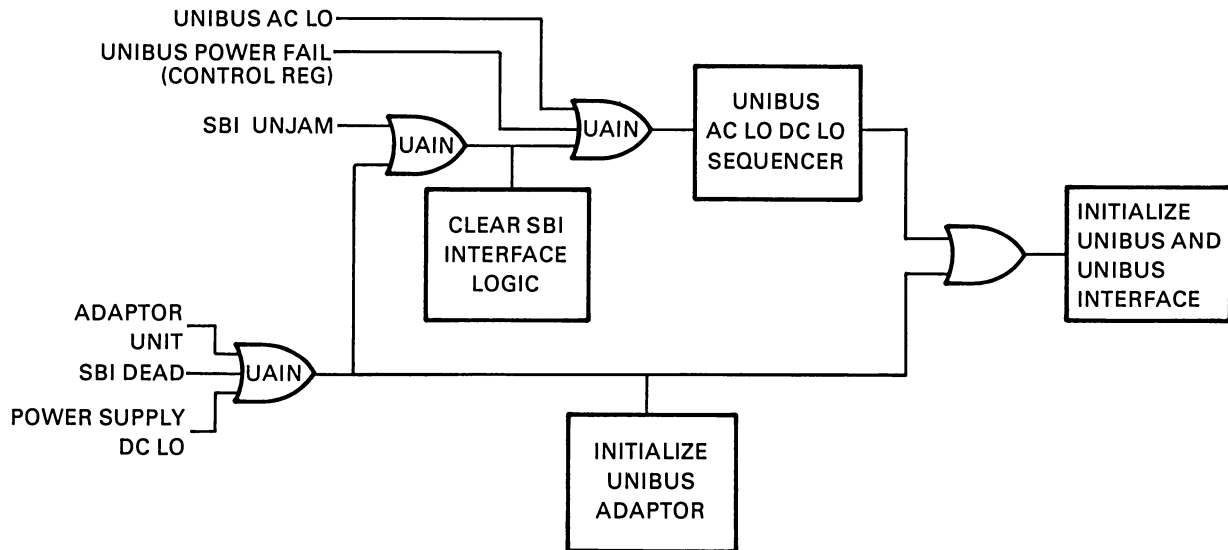 UNIBUS AC LO
UNIBUS POWER FAIL
(CONTROL REG)
SBI UNJAM
UAIN
UAIN
UNIBUS
AC LO DC LO
SEQUENCER
CLEAR SBI
INTERFACE
LOGIC
INITIALIZE
UNIBUS AND
UNIBUS
INTERFACE
ADAPTOR
UNIT
SBI DEAD
POWER SUPPLY
DC LO
UAIN
INITIALIZE
UNIBUS
ADAPTOR